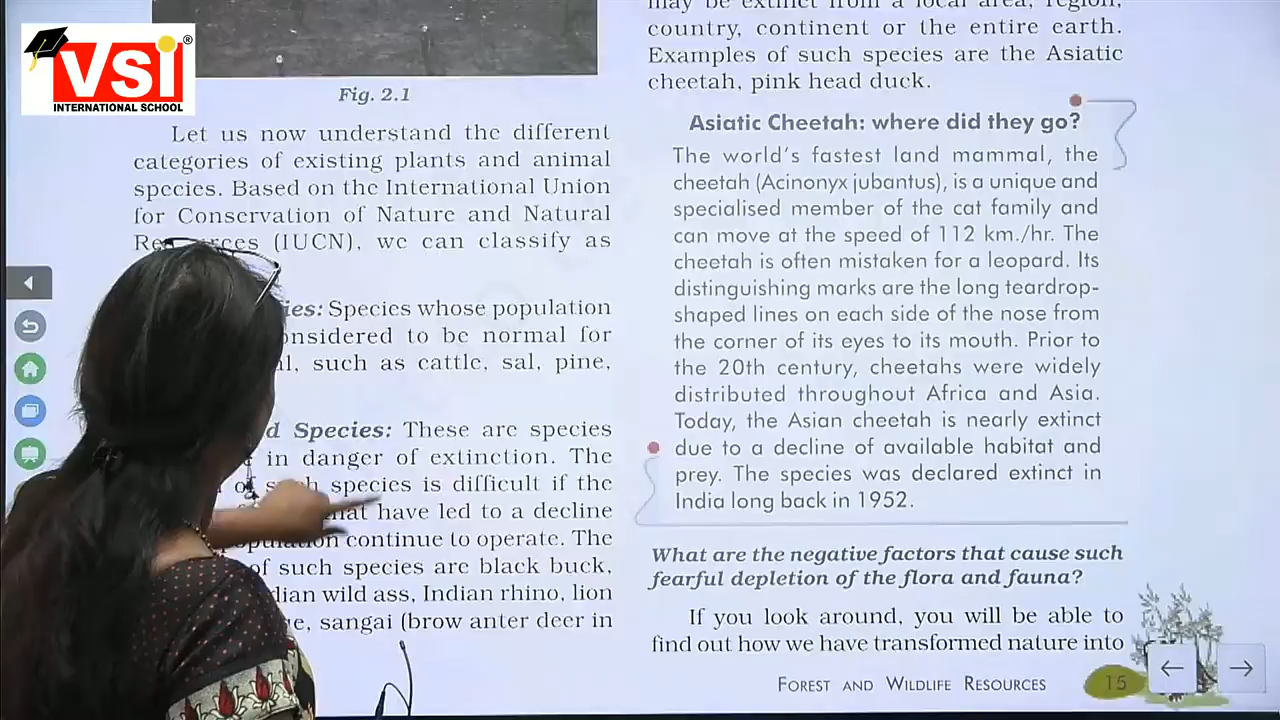 VSI®
INTERNATIONAL SCHOOL
Fig. 2.1
Let us now understand the different
categories of existing plants and animal
species. Based on the International Union
for Conservation of Nature and Natural
(IUCN), we can classify as
Species whose population
considered to be normal for
such as cattle, sal, pine,
Species: These are species
in danger of extinction. The
of such species is difficult if the
that have led to a decline
population continue to operate. The
of such species are black buck,
wild ass, Indian rhino, lion
sangai (brow anter deer in
may be extinct from a local area, region,
country, continent or the entire earth.
Examples of such species are the Asiatic
cheetah, pink head duck.
Asiatic Cheetah: where did they go?
The world's fastest land mammal, the
cheetah (Acinonyx jubantus), is a unique and
specialised member of the cat family and
can move at the speed of 112 km./hr. The
cheetah is often mistaken for a leopard. Its
distinguishing marks are the long teardrop-
shaped lines on each side of the nose from
the corner of its eyes to its mouth. Prior to
the 20th century, cheetahs were widely
distributed throughout Africa and Asia.
Today, the Asian cheetah is nearly extinct
due to a decline of available habitat and
prey. The species was declared extinct in
India long back in 1952.
What are the negative factors that cause such
fearful depletion of the flora and fauna?
If you look around, you will be able to
find out how we have transformed nature into
FOREST AND WILDLIFE RESOURCES 15